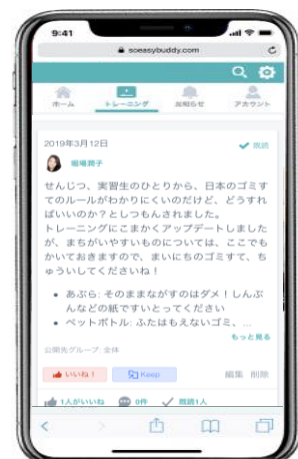 9:41
soeasybuddy.com
ホーム
トレーニング
お知らせ
アカウント
2019年3月12日
既読
堀場潤子
せんじつ、実習生のひとりから、日本のゴミす
てのルールがわかりにくいのだけど、どうすれ
ばいいのか？としつもんされました。
トレーニングにこまかくアップデートしました
が、まちがいやすいものについては、ここでも
かいておきますので、まいにちのゴミすて、ち
ゅういしてくださいね！
• あぶら: そのままながすのはダメ！しんぶ
んなどの紙ですいとってください
• ペットボトル: ふたはもえないゴミ、...
もっと見る
公開先グループ: 全体
いいね！
Keep
編集 削除
1人がいいね
0件
既読1人